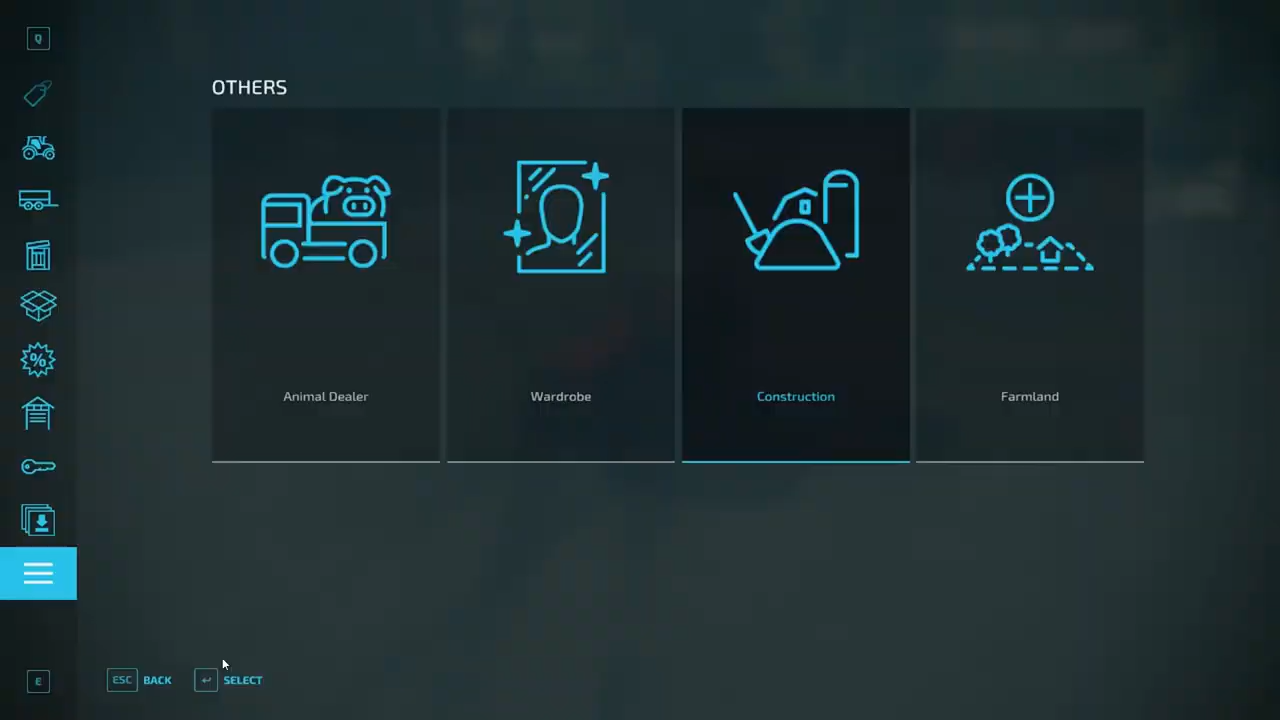 Q
OTHERS
%
Animal Dealer
Wardrobe
Construction
Farmland
E
ESC BACK
SELECT